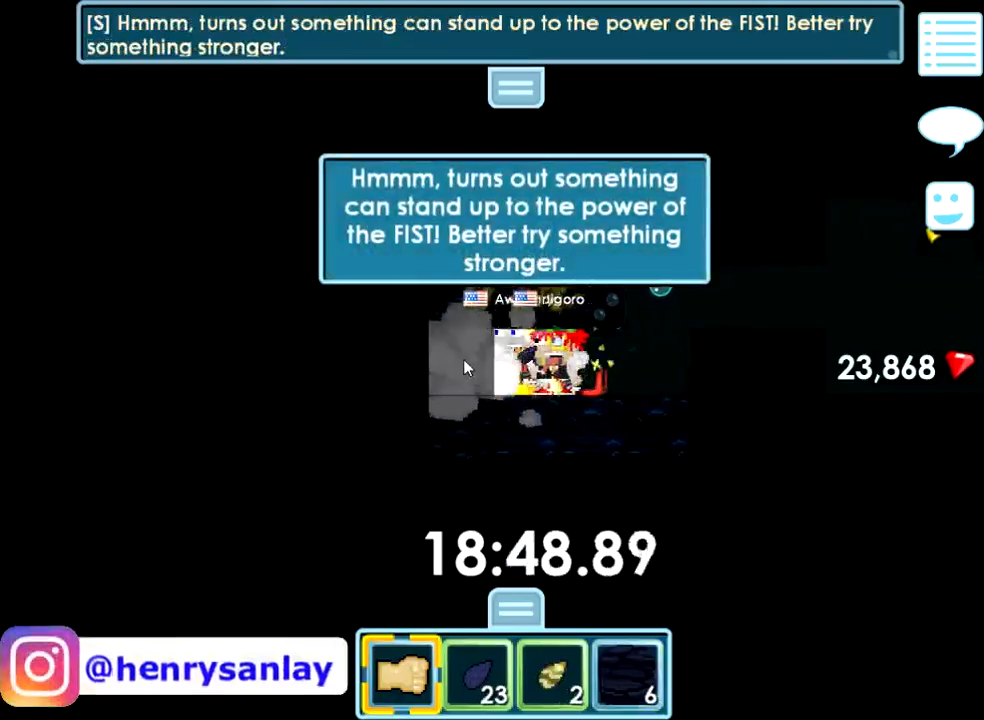 [S] Hmmm, turns out something can stand up to the power of the FIST! Better try
something stronger.
Hmmm, turns out something
can stand up to the power of
the FIST! Better try something
stronger.
23,868
18:48.89
@henrysanlay
23
2
6